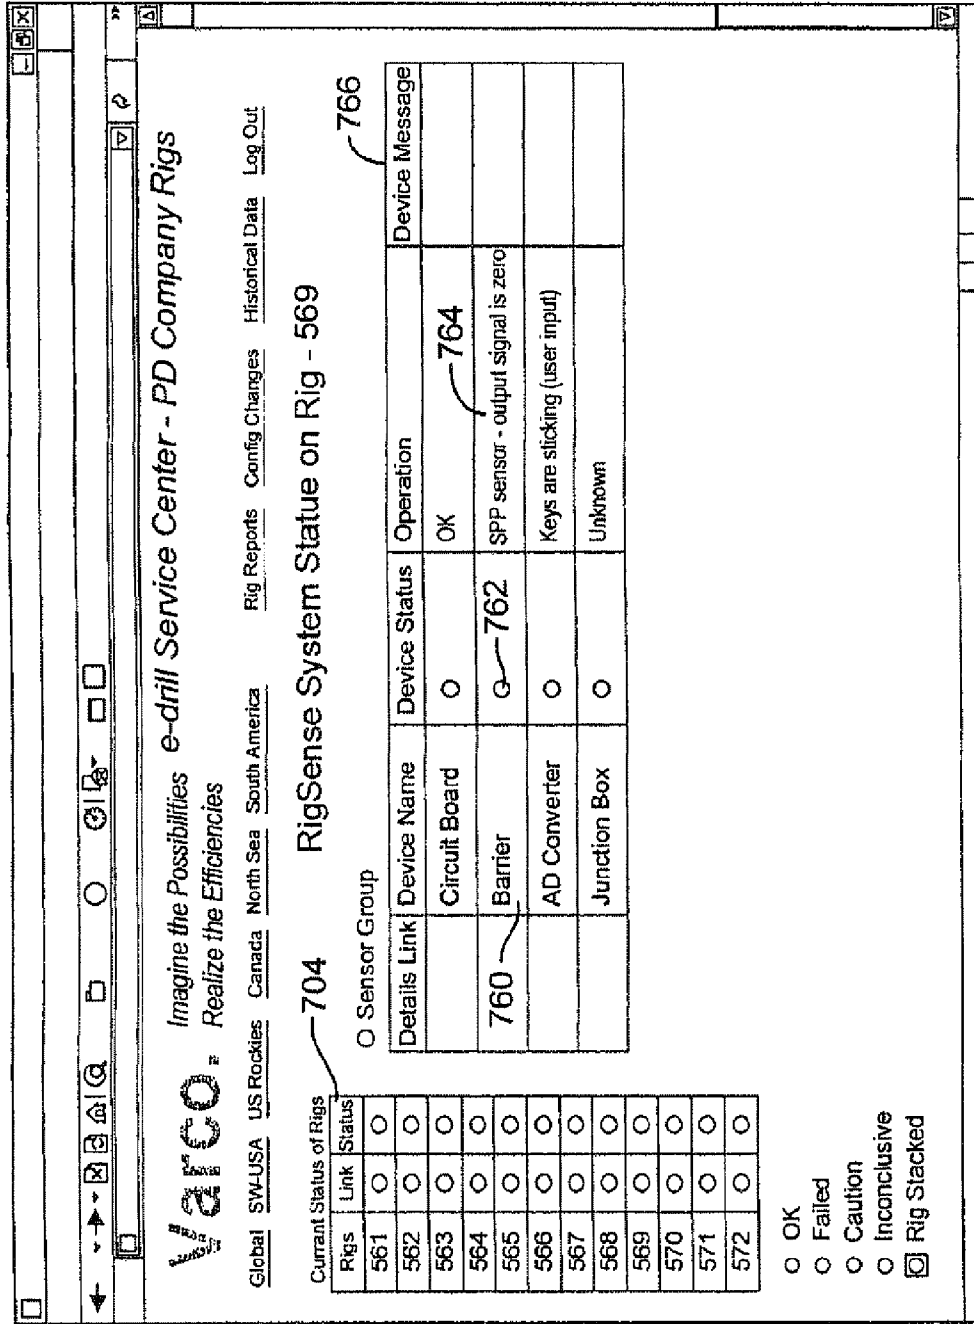 Varco.
Imagine the Possibilities
Realize the Efficiencies
e-drill Service Center - PD Company Rigs
Global SW-USA US Rockies Canada North Sea South America Rig Reports Config Changes Historical Data Log Out
704
RigSense System Statue on Rig - 569
Currant Status of Rigs
Rigs Link Status
561
562
563
564
565
566
567
568
569
570
571
572
OK
Failed
Caution
Inconclusive
Rig Stacked
Sensor Group
766
Details Link Device Name Device Status Operation Device Message
Circuit Board OK
764
760 Barrier 762 SPP sensor - output signal is zero
AD Converter Keys are sticking (user input)
Junction Box Unknown